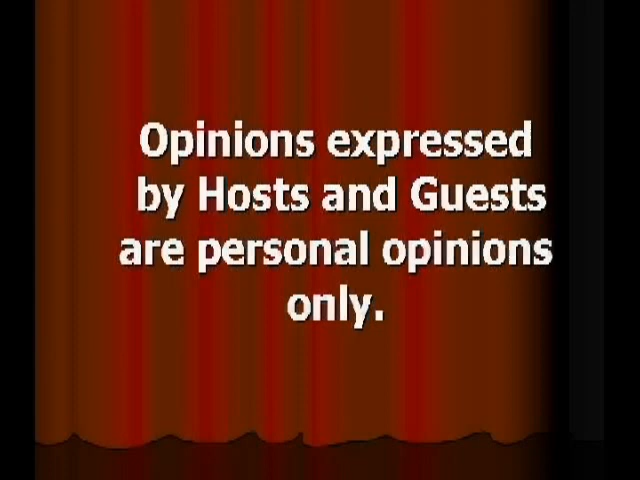 Opinions expressed
by Hosts and Guests
are personal opinions
only.